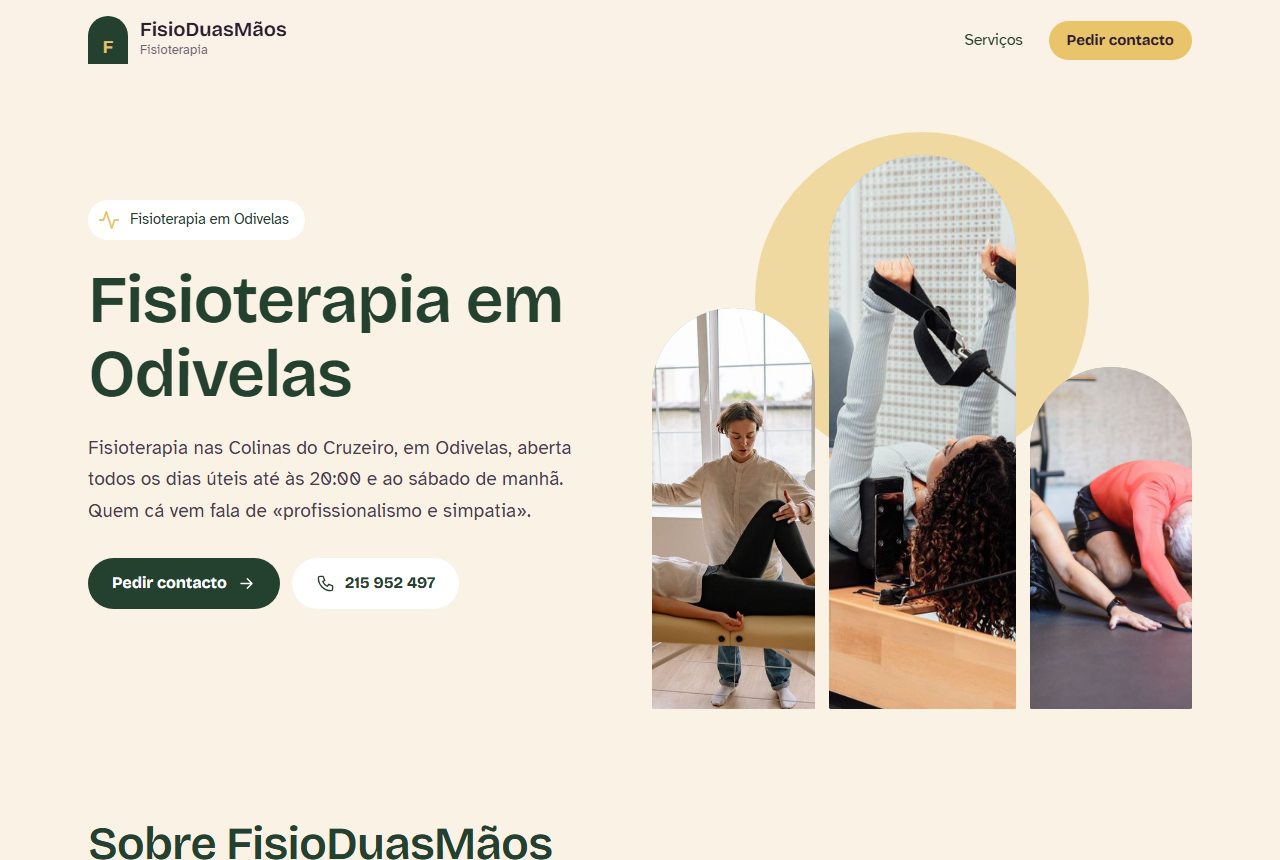 F
FisioDuasMãos
Fisioterapia
Serviços
Pedir contacto
Fisioterapia em Odivelas
Fisioterapia em
Odivelas
Fisioterapia nas Colinas do Cruzeiro, em Odivelas, aberta
todos os dias úteis até às 20:00 e ao sábado de manhã.
Quem cá vem fala de «profissionalismo e simpatia».
Pedir contacto
215 952 497
Sobre FisioDuasMãos